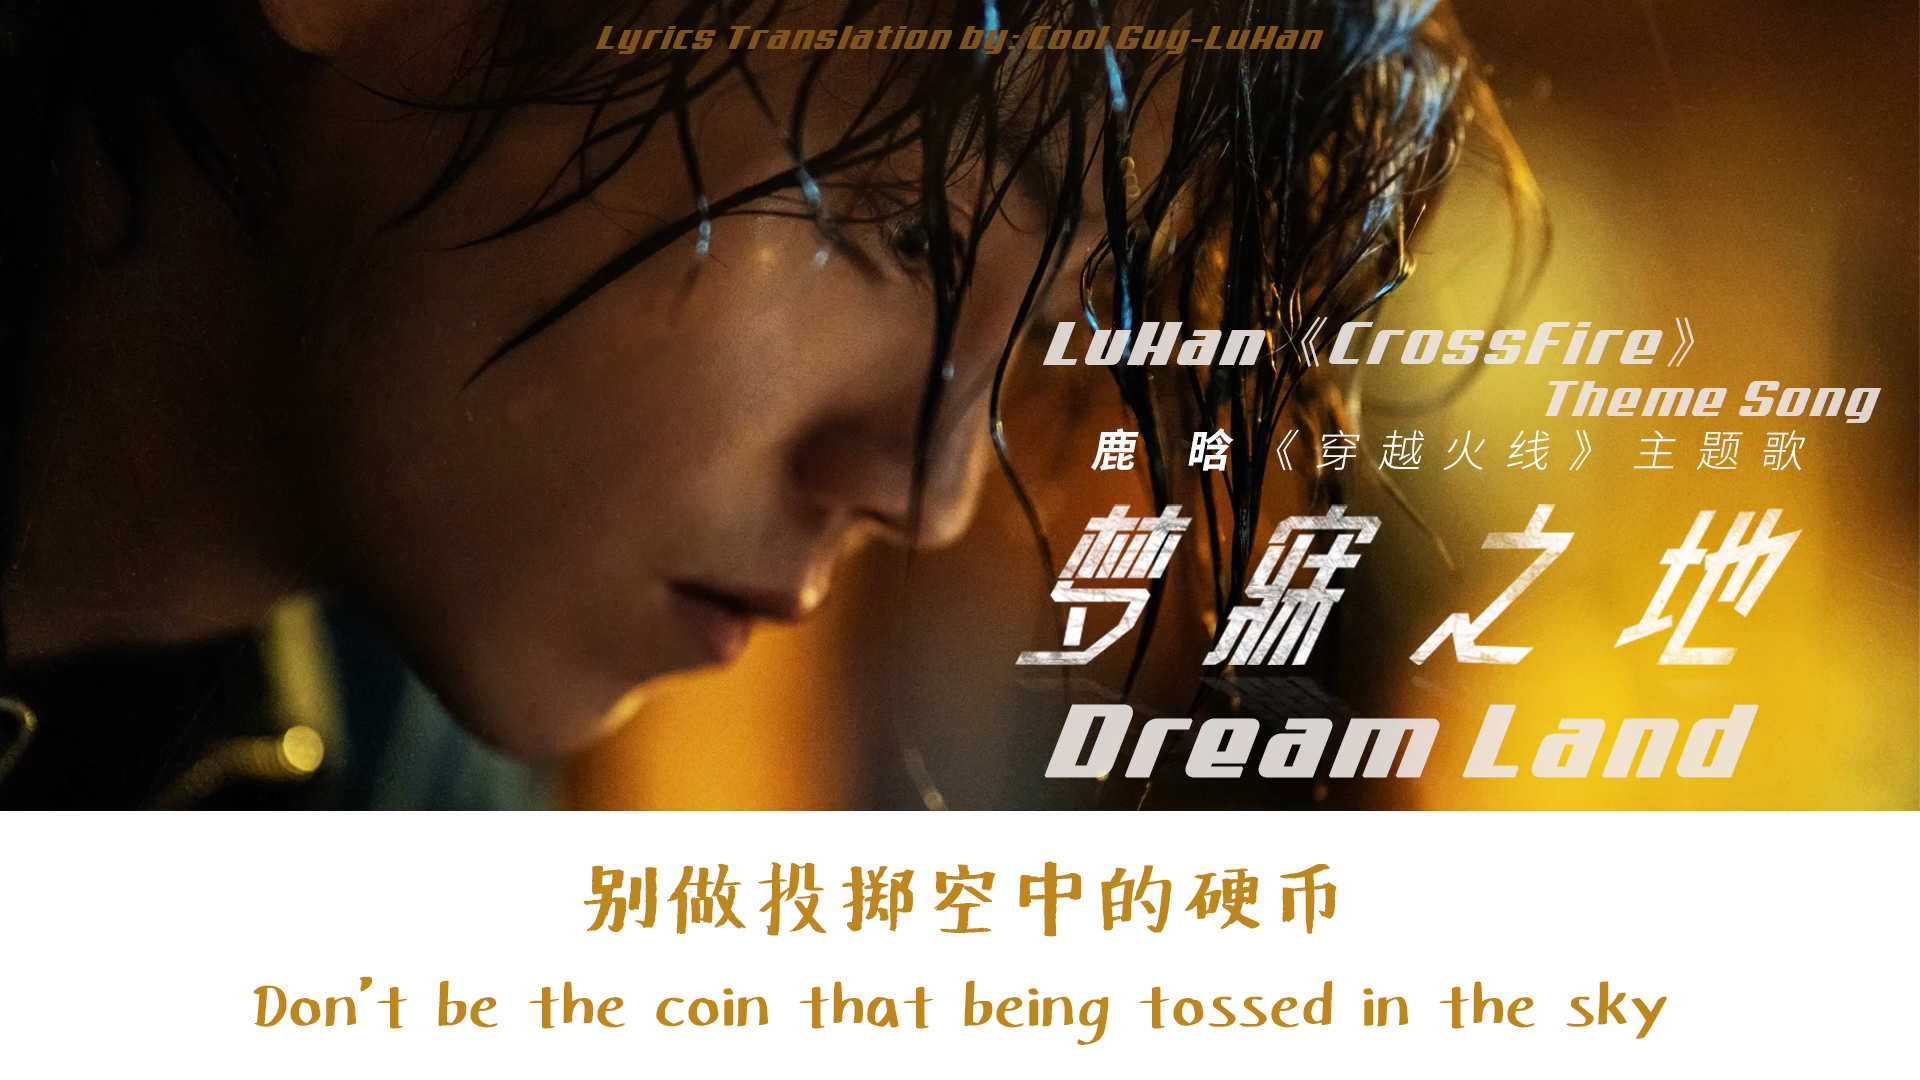 Lyrics Translation by: Cool Guy-LuHan
LuHan《CrossFire》
Theme Song
鹿晗《穿越火线》主题歌
梦寐之地
Dream Land
别做投掷空中的硬币
Don't be the coin that being tossed in the sky